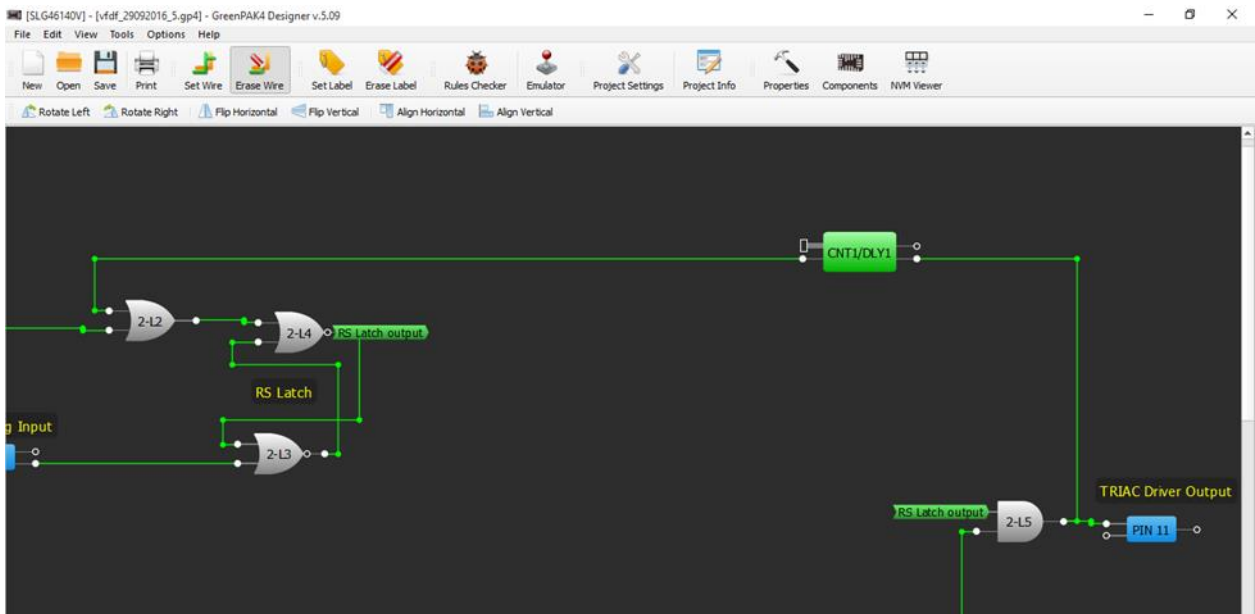 [SLG46140V] - [vfdf_29092016_5.gp4] - GreenPAK4 Designer v.5.09
File Edit View Tools Options Help
New Open Save Print Set Wire Erase Wire Set Label Erase Label Rules Checker Emulator Project Settings Project Info Properties Components NVM Viewer
Rotate Left Rotate Right Flip Horizontal Flip Vertical Align Horizontal Align Vertical
CNT1/DLY1
2-L2
2-L4
RS Latch output
RS Latch
g Input
2-L3
TRIAC Driver Output
RS Latch output
2-L5
PIN 11